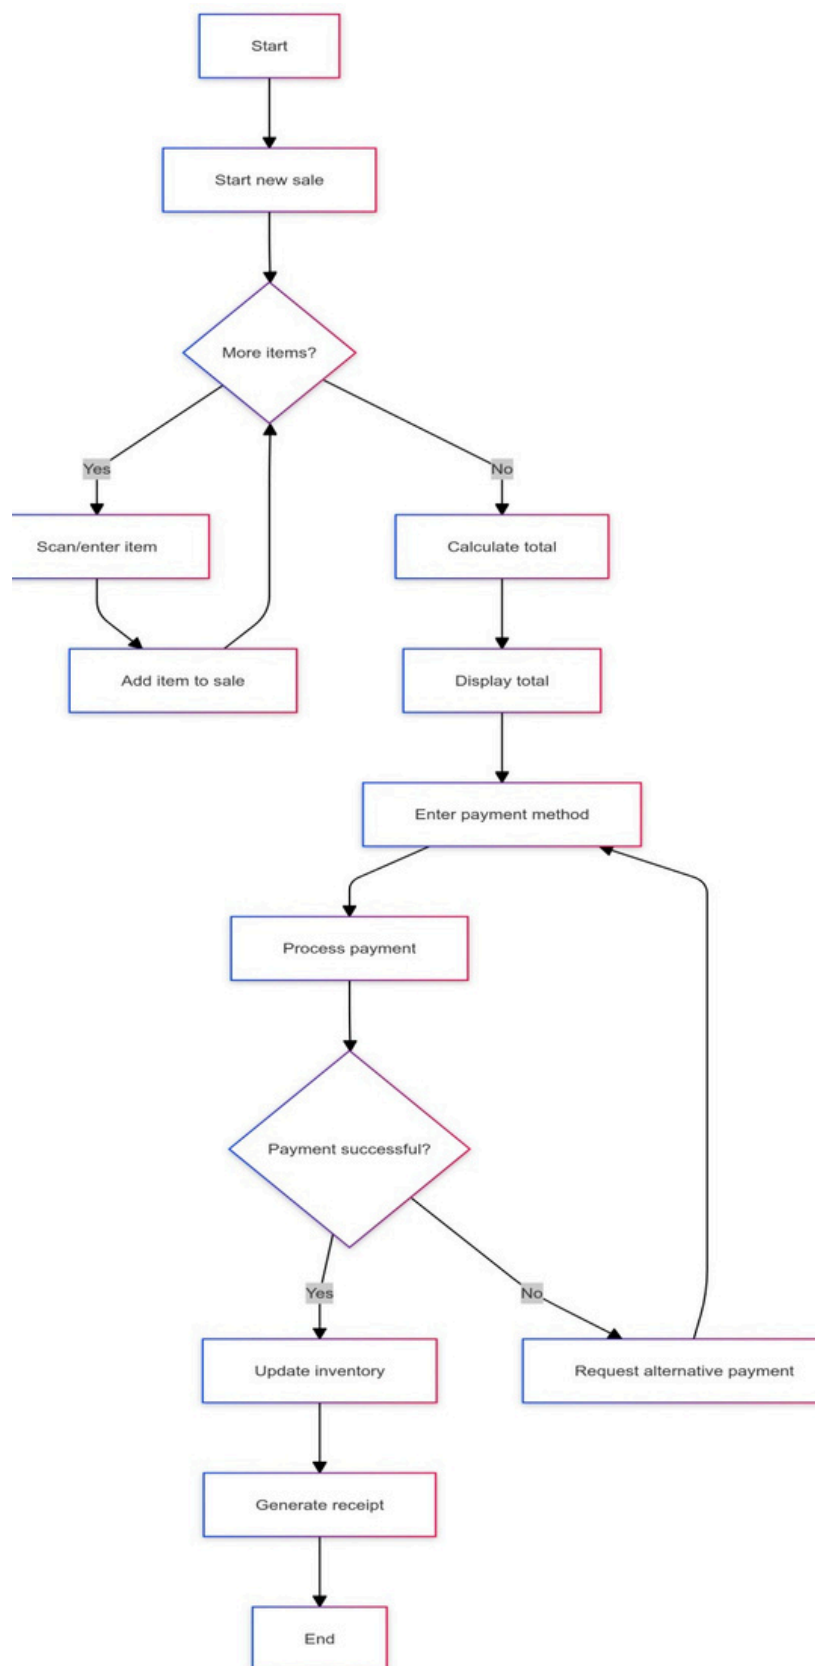 Start
Start new sale
More items?
Yes
No
Scan/enter item
Calculate total
Add item to sale
Display total
Enter payment method
Process payment
Payment successful?
Yes
No
Update inventory
Request alternative payment
Generate receipt
End